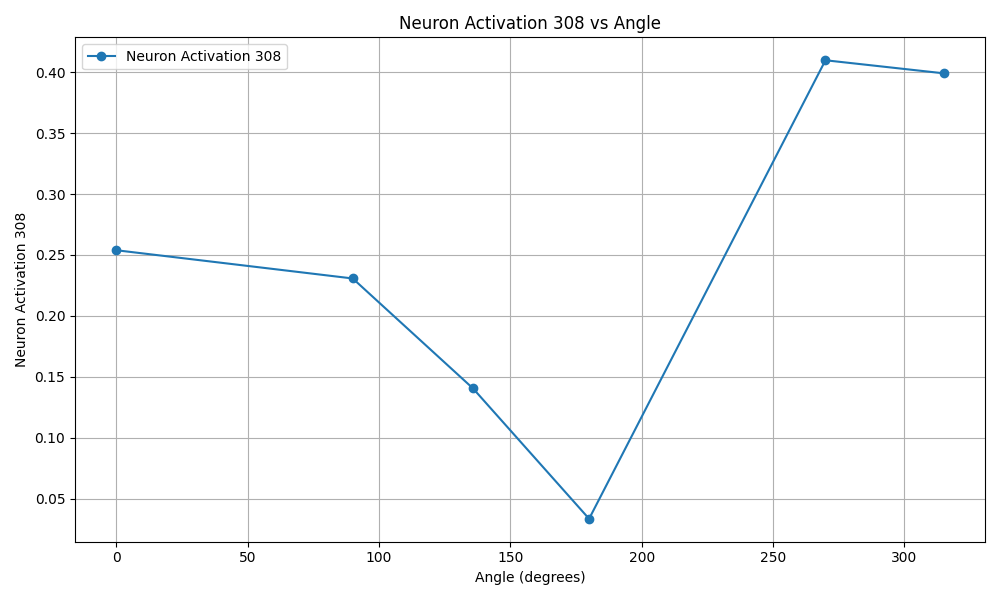 Neuron Activation 308 vs Angle
Neuron Activation 308
0.40
0.35
0.30
0.25
0.20
0.15
0.10
0.05
Neuron Activation 308
0 50 100 150 200 250 300
Angle (degrees)